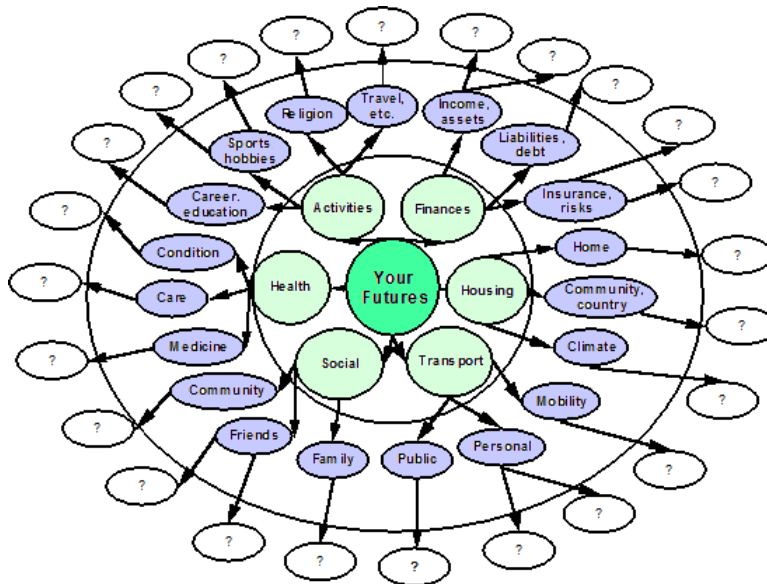 ?
?
?
?
?
?
?
Travel,
etc.
Income,
assets
Religion
?
Sports
hobbies
Liabilities,
debt
?
?
Career.
education
Activities
Finances
Insurance,
risks
?
?
Condition
Home
?
Care
Health
Your
Futures
Housing
Community,
country
?
?
Medicine
Climate
?
Social
Transport
Community
Mobility
?
?
Friends
Family
Public
Personal
?
?
?
?
?
?
?